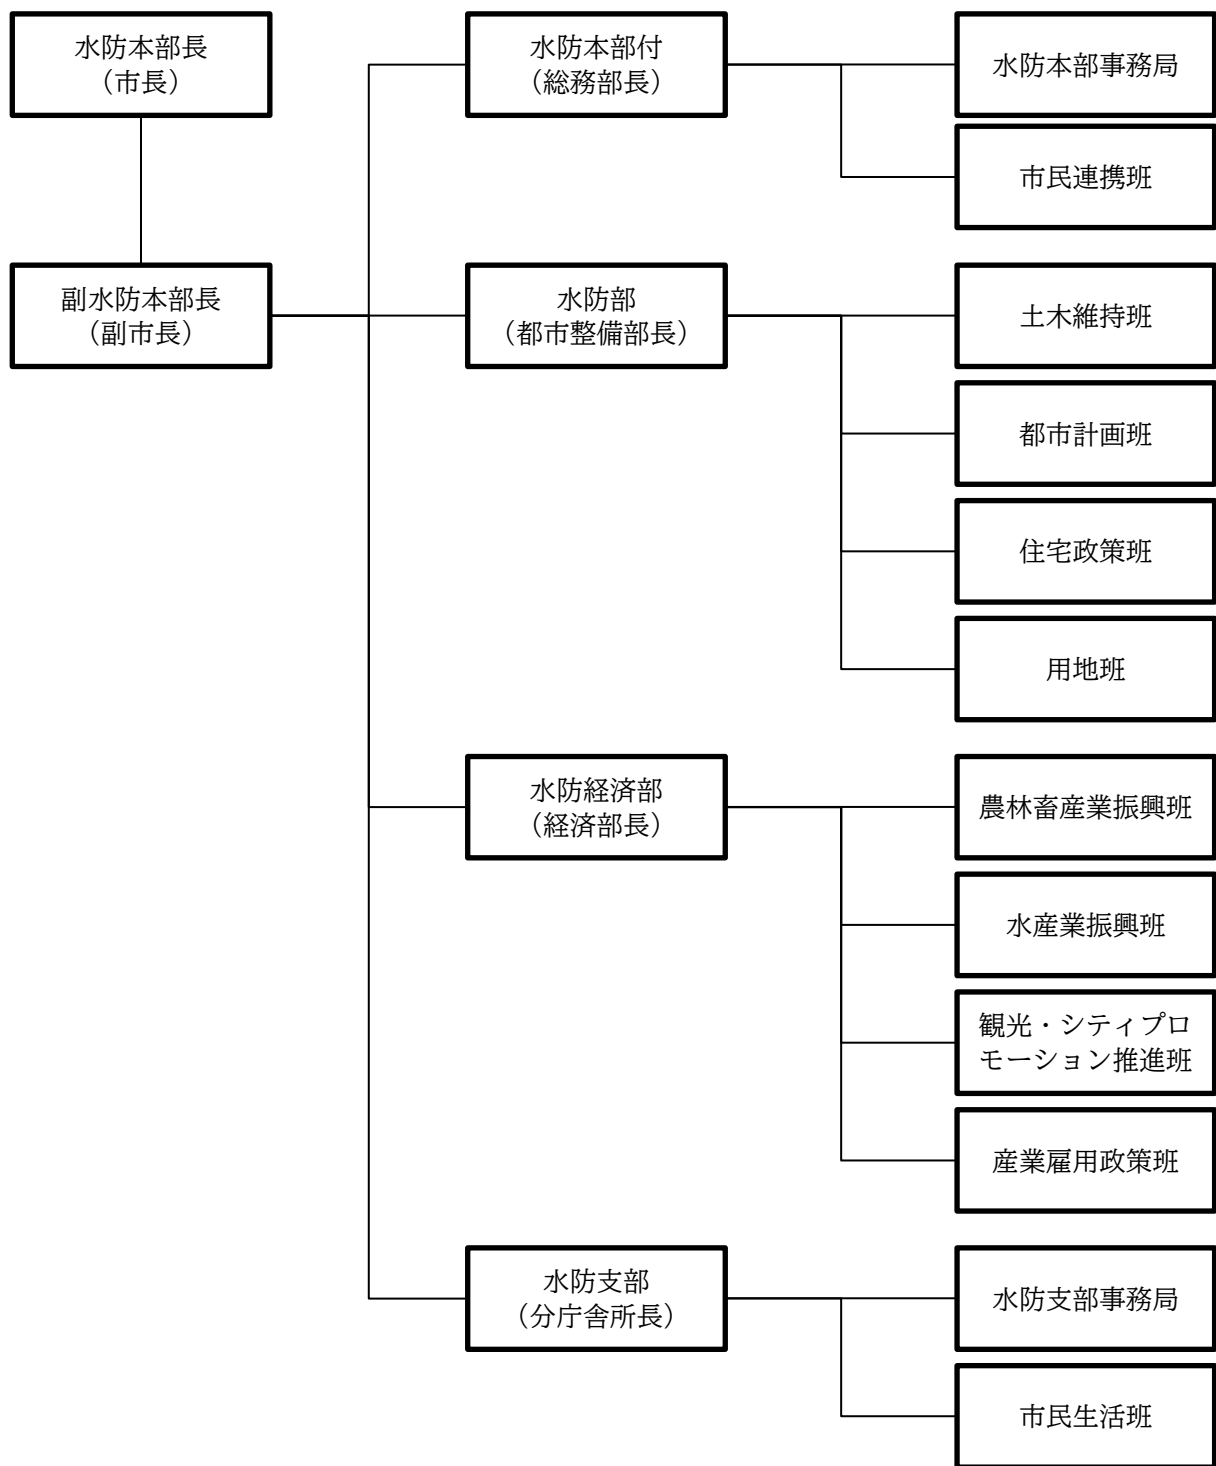 水防本部長
（市長）
副水防本部長
（副市長）
水防本部付
（総務部長）
水防本部事務局
市民連携班
水防部
（都市整備部長）
土木維持班
都市計画班
住宅政策班
用地班
水防経済部
（経済部長）
農林畜産業振興班
水産業振興班
観光・シティプロ
モーション推進班
産業雇用政策班
水防支部
（分庁舎所長）
水防支部事務局
市民生活班